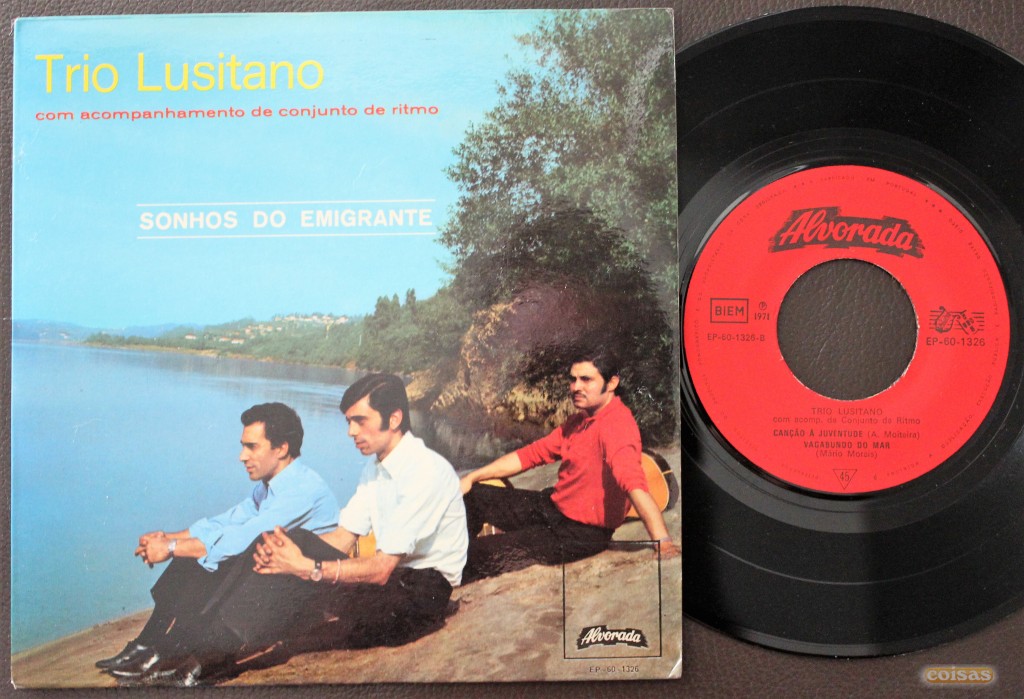 Trio Lusitano
com acompanhamento de conjunto de ritmo
SONHOS DO EMIGRANTE
Alvorada
EP-60-1326
Alvorada
BIEM
℗
1971
EP-60-1326-B
EP-60-1326
TRIO LUSITANO
com acomp. de Conjunto de Ritmo
CANÇÃO À JUVENTUDE (A. Moiteira)
VAGABUNDO DO MAR
(Mário Morais)
45
coisas